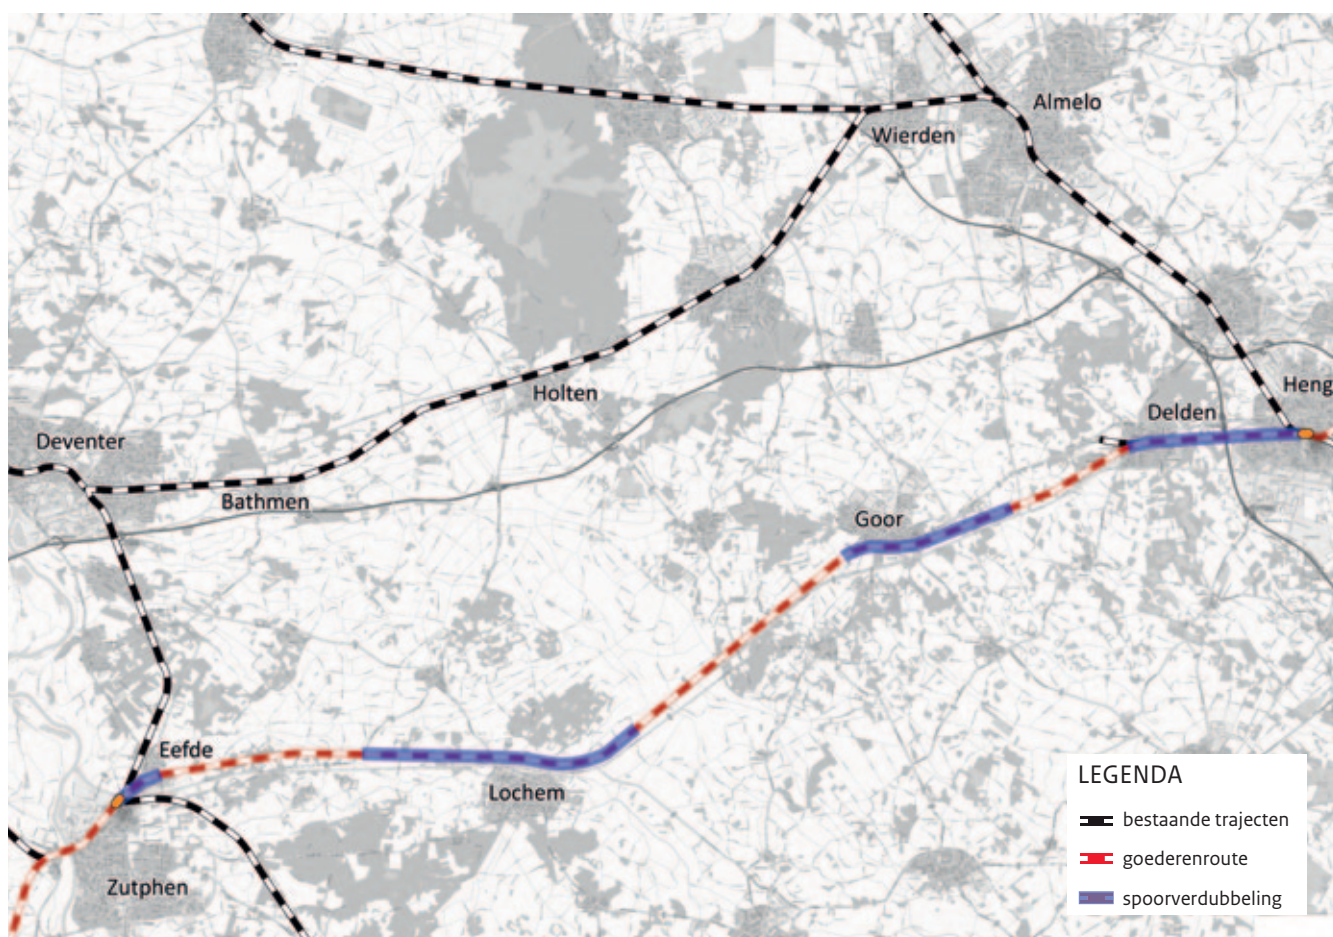 Almelo
Wierden
Holten
Heng
Delden
Deventer
Bathmen
Goor
Eefde
Lochem
Zutphen
LEGENDA
bestaande trajecten
goederenroute
spoorverdubbeling